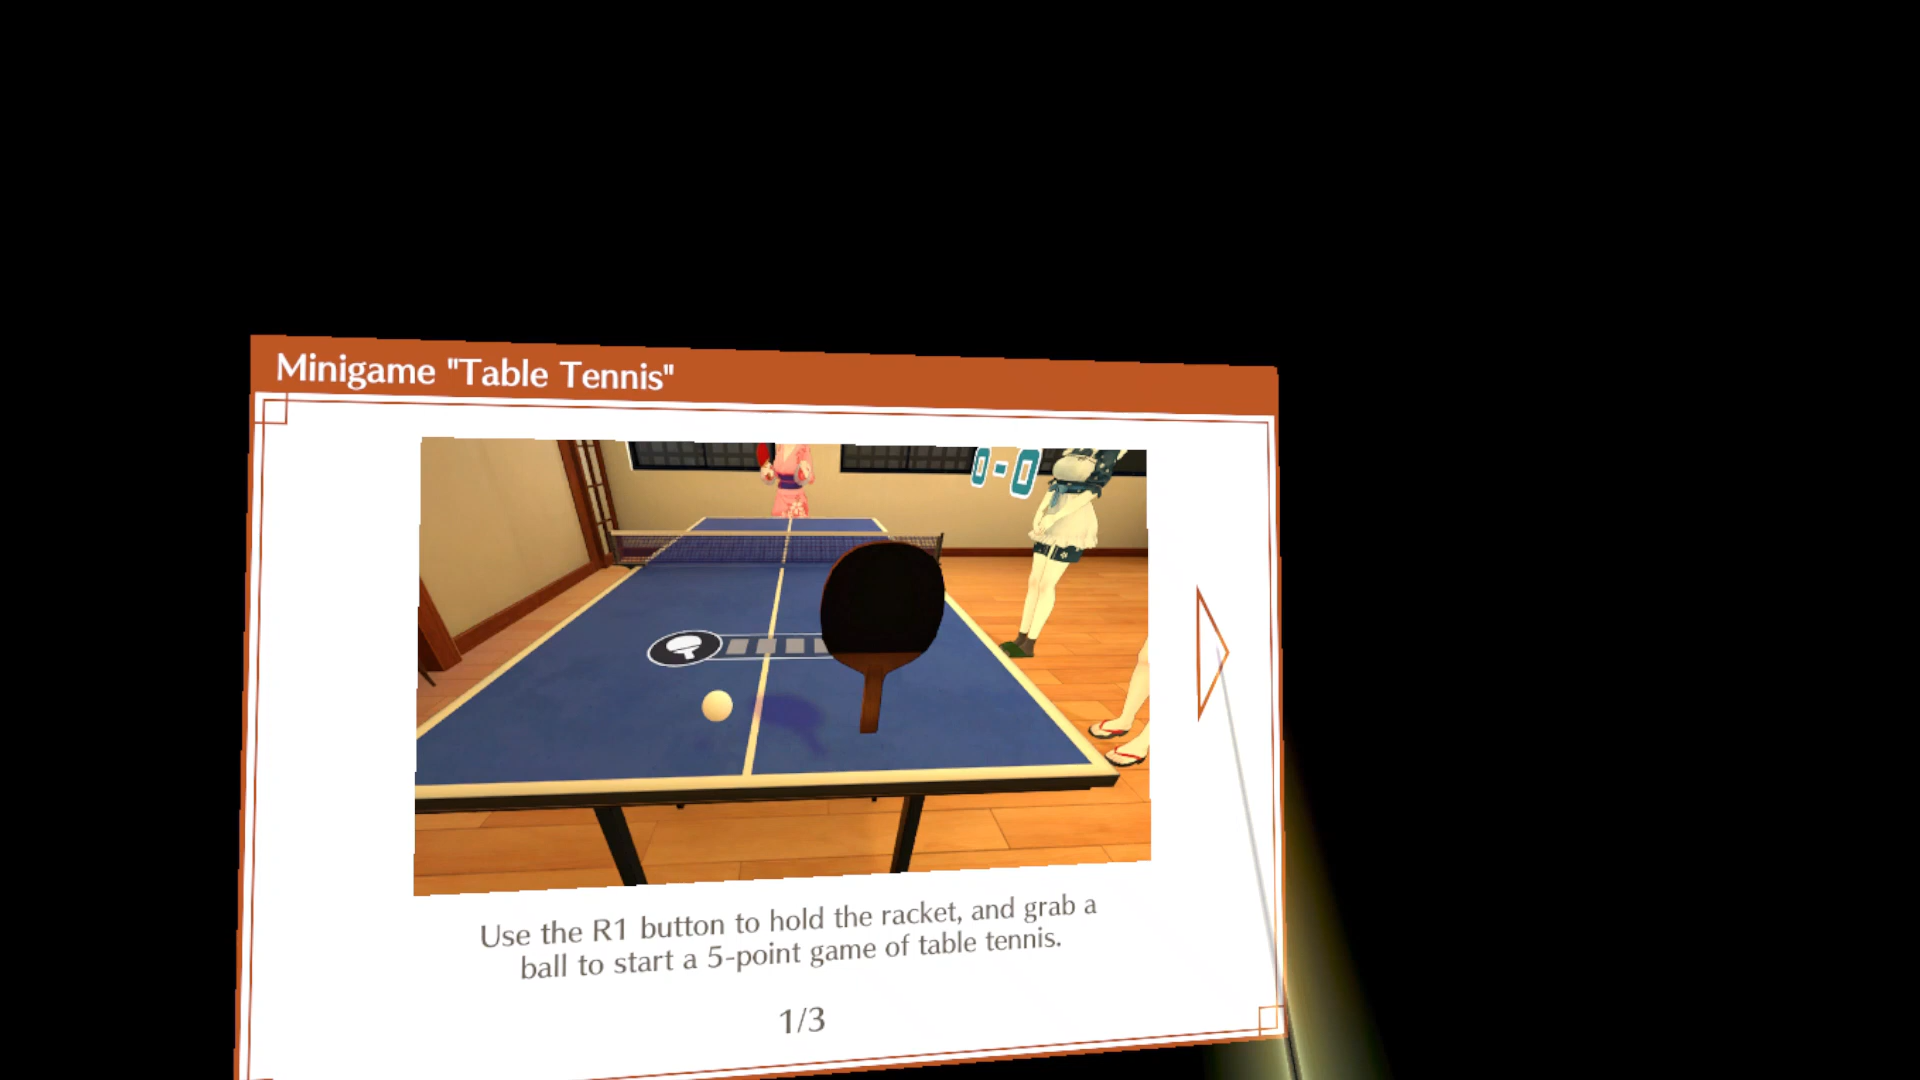 Minigame "Table Tennis"
0-0
Use the R1 button to hold the racket, and grab a
ball to start a 5-point game of table tennis.
1/3